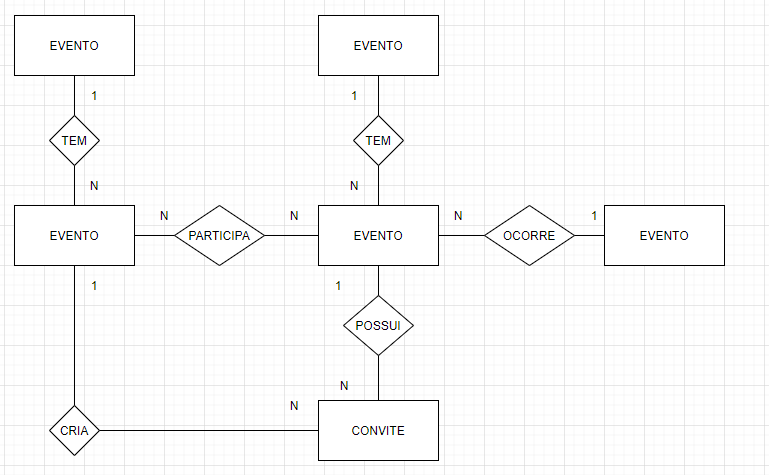 EVENTO
EVENTO
1
1
TEM
TEM
N
N
EVENTO
N
PARTICIPA
N
EVENTO
N
OCORRE
1
EVENTO
1
1
POSSUI
N
N
CRIA
CONVITE